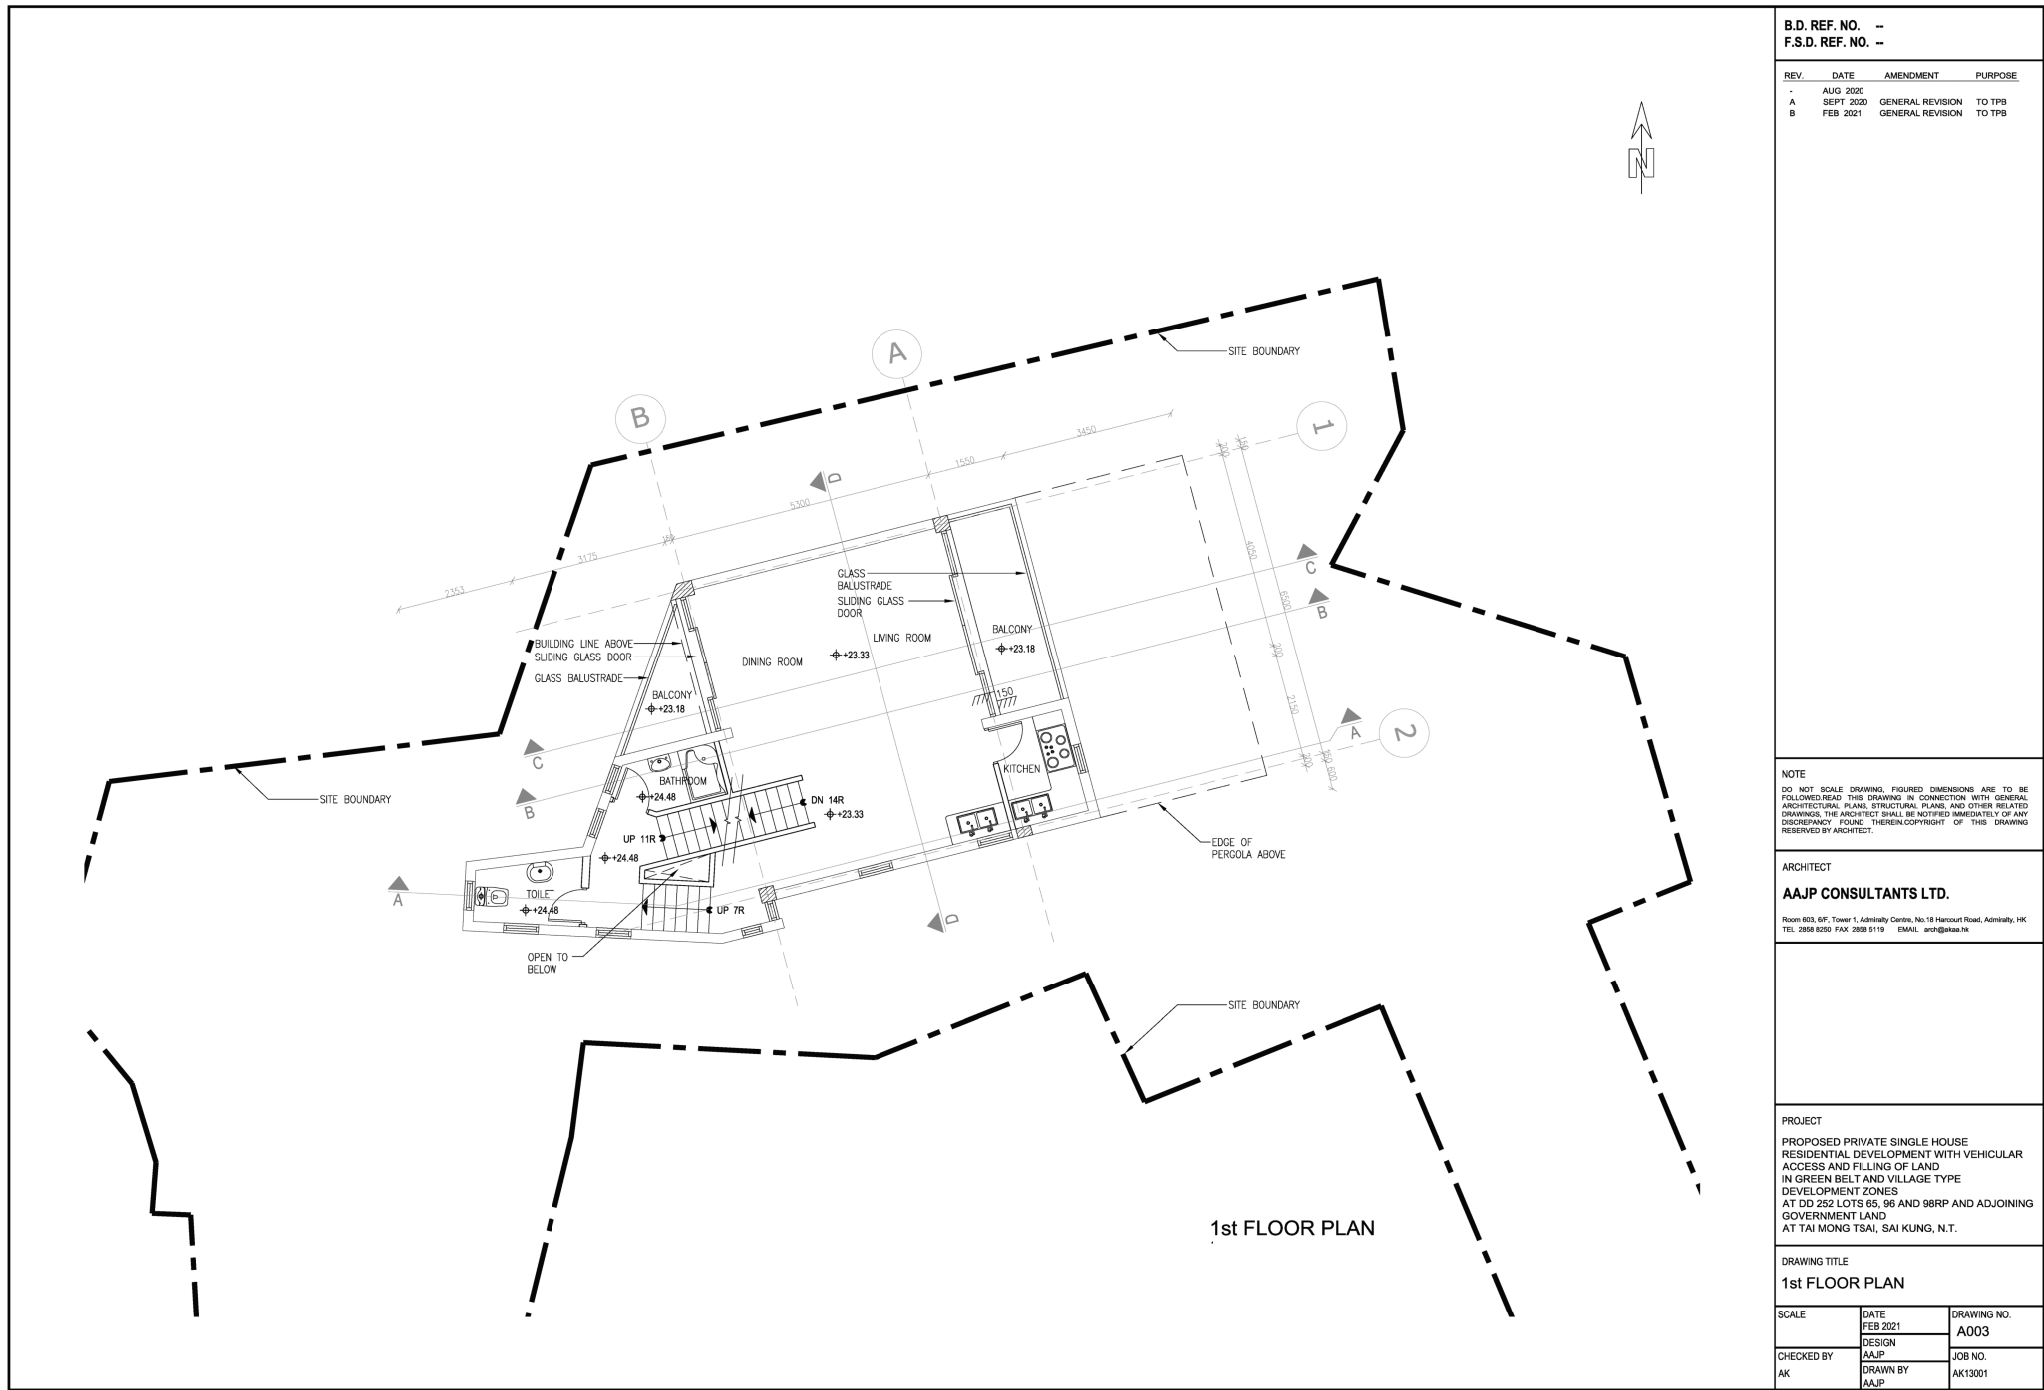 B.D. REF. NO. --
F.S.D. REF. NO. --
REV. DATE AMENDMENT PURPOSE
- AUG 2020
A SEPT 2020 GENERAL REVISION TO TPB
B FEB 2021 GENERAL REVISION TO TPB
N
SITE BOUNDARY
A
B
1
3450
1550
200
150
D
5300
150
3175
2353
4050
C
GLASS
BALUSTRADE
SLIDING GLASS
DOOR
6500
B
BALCONY
+23.18
LIVING ROOM
+23.33
DINING ROOM
BUILDING LINE ABOVE
SLIDING GLASS DOOR
GLASS BALUSTRADE
BALCONY
+23.18
200
150
2150
A
2
C
KITCHEN
200
350
600
BATHROOM
+24.48
DN 14R
+23.33
B
SITE BOUNDARY
UP 11R
+24.48
EDGE OF
PERGOLA ABOVE
A
TOILE
+24.48
UP 7R
D
OPEN TO
BELOW
SITE BOUNDARY
1st FLOOR PLAN
NOTE
DO NOT SCALE DRAWING, FIGURED DIMENSIONS ARE TO BE
FOLLOWED.READ THIS DRAWING IN CONNECTION WITH GENERAL
ARCHITECTURAL PLANS, STRUCTURAL PLANS, AND OTHER RELATED
DRAWINGS, THE ARCHITECT SHALL BE NOTIFIED IMMEDIATELY OF ANY
DISCREPANCY FOUND THEREIN.COPYRIGHT OF THIS DRAWING
RESERVED BY ARCHITECT.
ARCHITECT
AAJP CONSULTANTS LTD.
Room 603, 6/F, Tower 1, Admiralty Centre, No.18 Harcourt Road, Admiralty, HK
TEL 2858 8250 FAX 2858 5119 EMAIL arch@akaa.hk
PROJECT
PROPOSED PRIVATE SINGLE HOUSE
RESIDENTIAL DEVELOPMENT WITH VEHICULAR
ACCESS AND FILLING OF LAND
IN GREEN BELT AND VILLAGE TYPE
DEVELOPMENT ZONES
AT DD 252 LOTS 65, 96 AND 98RP AND ADJOINING
GOVERNMENT LAND
AT TAI MONG TSAI, SAI KUNG, N.T.
DRAWING TITLE
1st FLOOR PLAN
SCALE
DATE
FEB 2021
DRAWING NO.
A003
DESIGN
AAJP
CHECKED BY
AK
DRAWN BY
AAJP
JOB NO.
AK13001